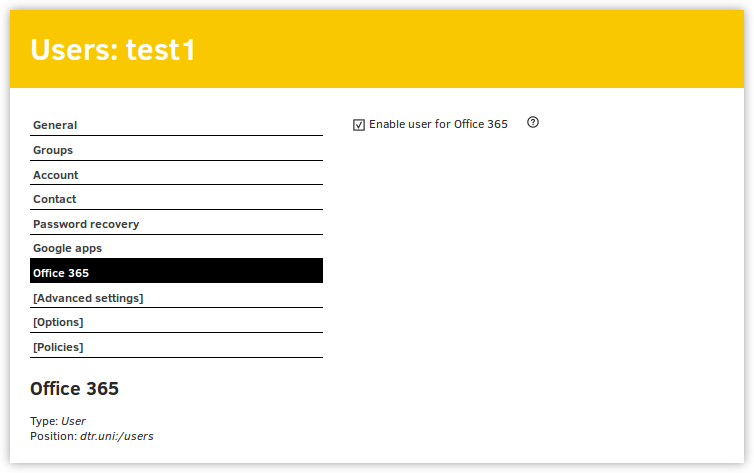 Users: test1
General
Groups
Account
Contact
Password recovery
Google apps
Office 365
[Advanced settings]
[Options]
[Policies]
Office 365
Type: User
Position: dtr.uni:/users
Enable user for Office 365